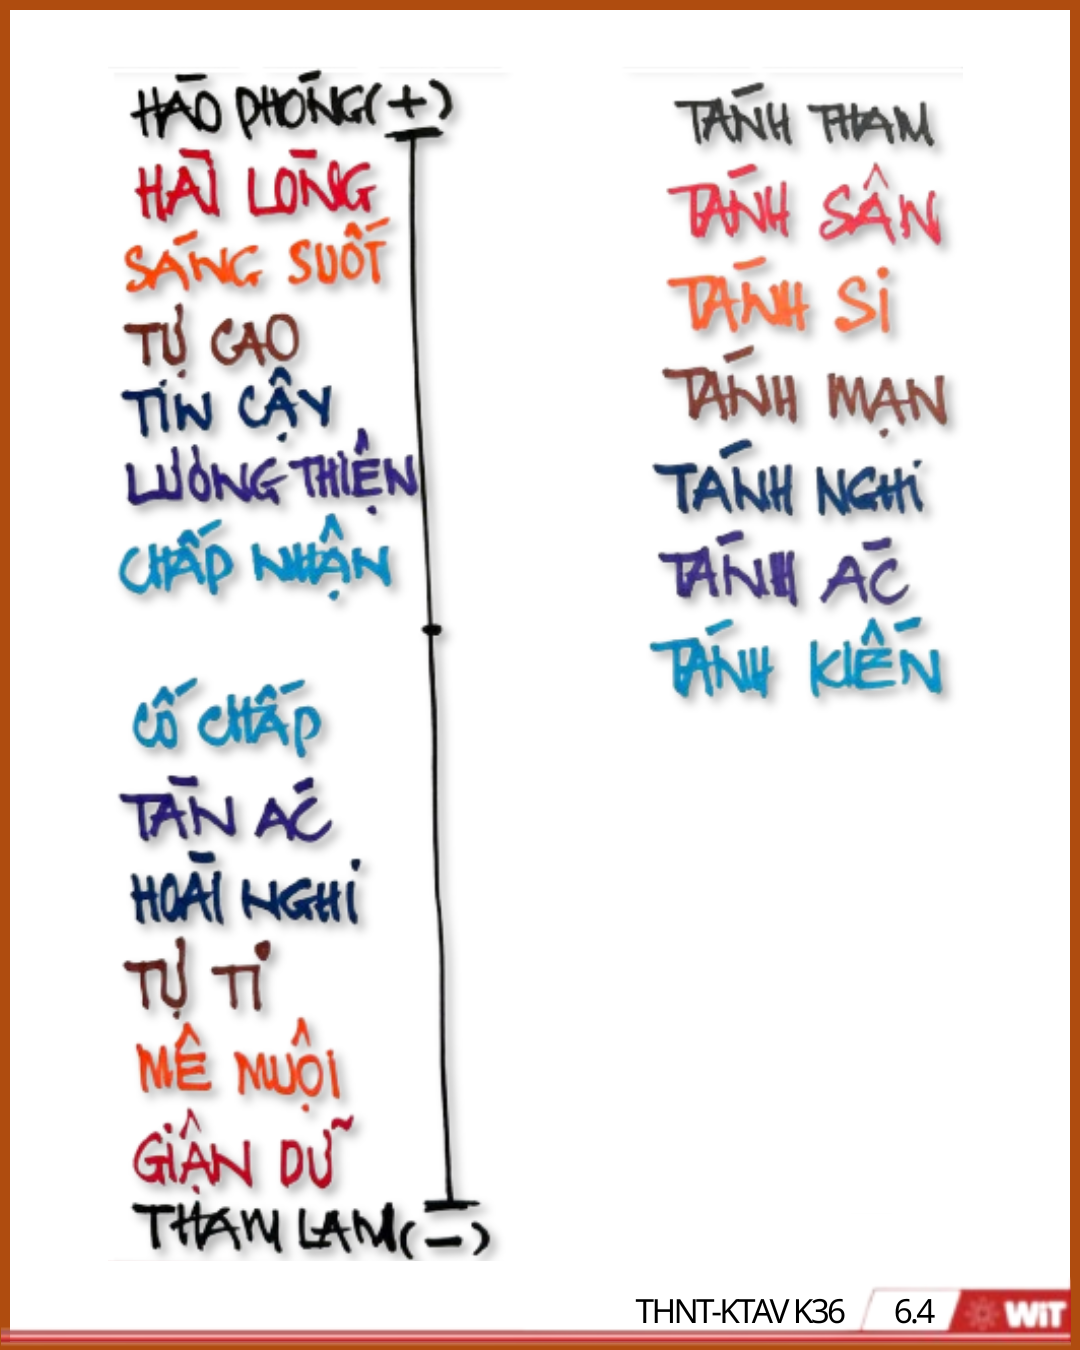 HÀO PHÓNG (+)
HÀI LÒNG
SÁNG SUỐT
TỰ CAO
TIN CẬY
LƯƠNG THIỆN
CHẤP NHẬN
CỐ CHẤP
TÀN ÁC
HOÀI NGHI
TỰ TI
MÊ MUỘI
GIẬN DỮ
THAM LAM (−)
TÁNH THAM
TÁNH SÂN
TÁNH SI
TÁNH MẠN
TÁNH NGHI
TÁNH ÁC
TÁNH KIẾN
THNT-KTAV K36
6.4
WiT